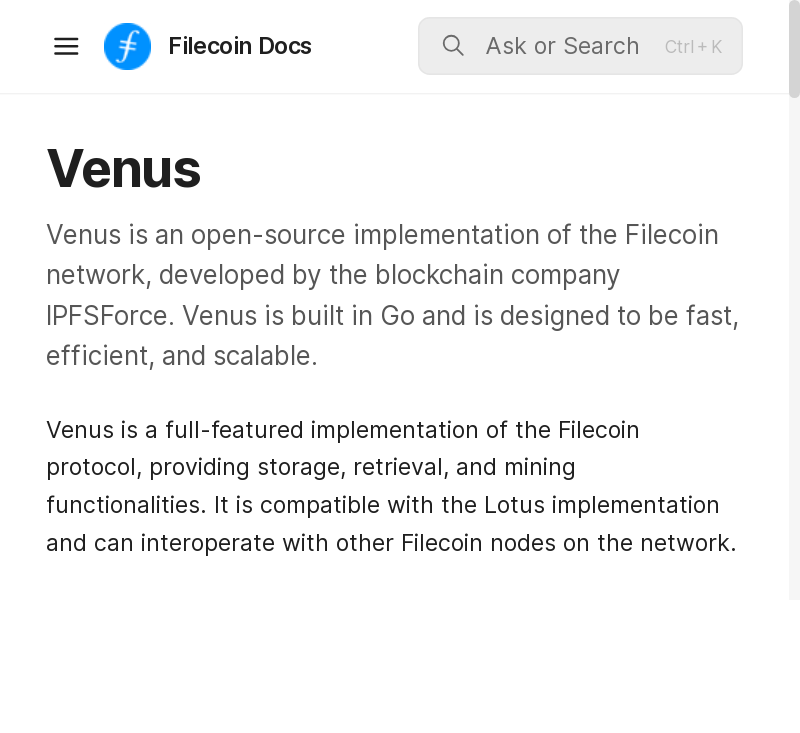 Filecoin Docs
Ask or Search
Ctrl + K
Venus
Venus is an open-source implementation of the Filecoin
network, developed by the blockchain company
IPFSForce. Venus is built in Go and is designed to be fast,
efficient, and scalable.
Venus is a full-featured implementation of the Filecoin
protocol, providing storage, retrieval, and mining
functionalities. It is compatible with the Lotus implementation
and can interoperate with other Filecoin nodes on the network.